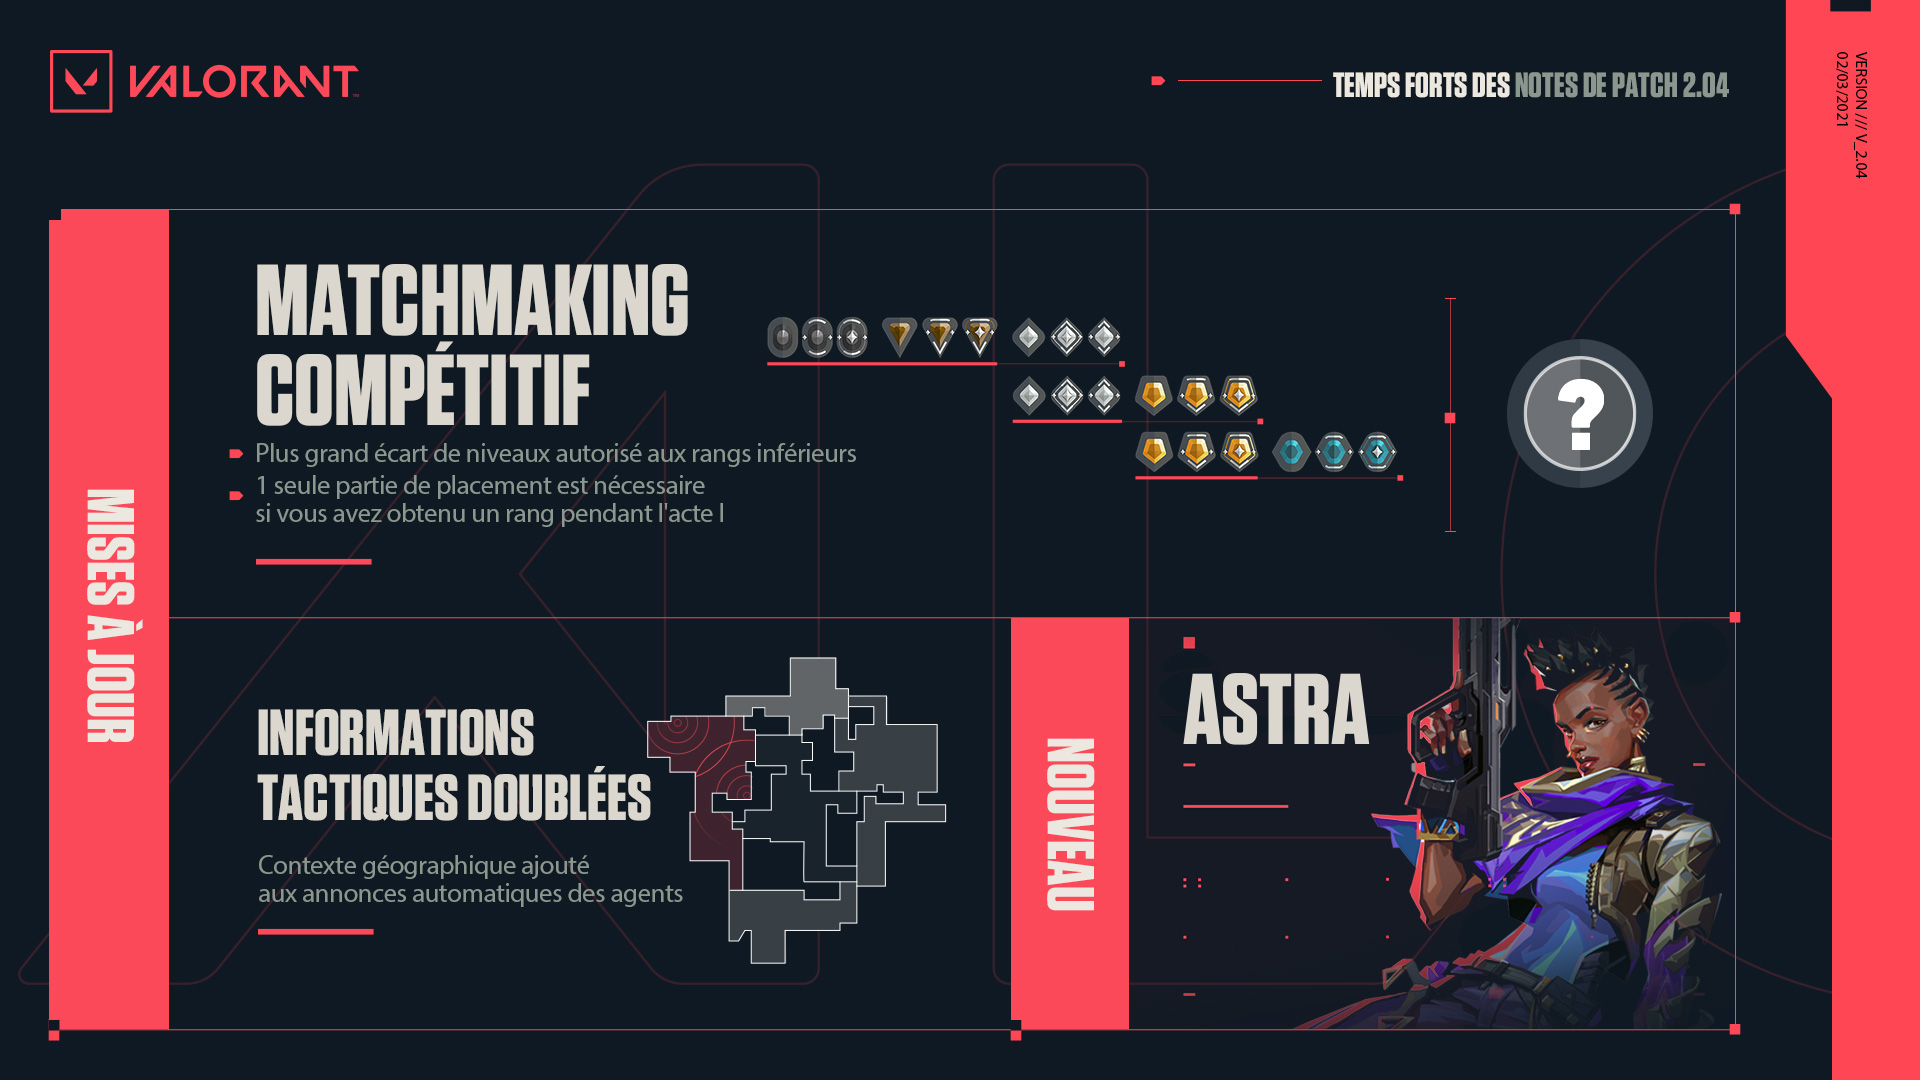 VALORANT
TEMPS FORTS DES NOTES DE PATCH 2.04
VERSION /// V_2.04
02/03/2021
MISES À JOUR
MATCHMAKING
COMPÉTITIF
Plus grand écart de niveaux autorisé aux rangs inférieurs
1 seule partie de placement est nécessaire
si vous avez obtenu un rang pendant l'acte I
?
INFORMATIONS
TACTIQUES DOUBLÉES
Contexte géographique ajouté
aux annonces automatiques des agents
NOUVEAU
ASTRA